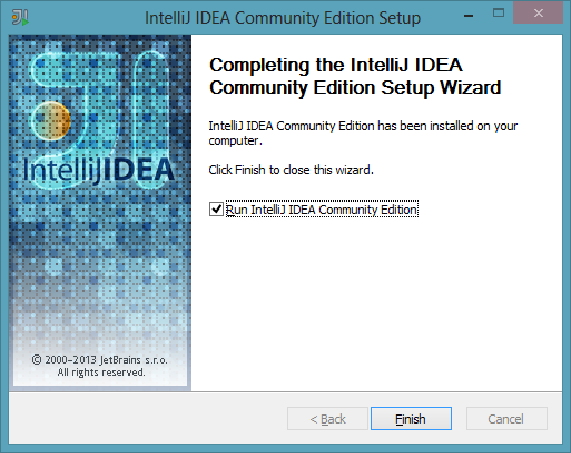 IntelliJ IDEA Community Edition Setup
Completing the IntelliJ IDEA
Community Edition Setup Wizard
IntelliJ IDEA Community Edition has been installed on your
computer.
Click Finish to close this wizard.
Run IntelliJ IDEA Community Edition
IntelliJIDEA
© 2000-2013 JetBrains s.r.o.
All rights reserved.
< Back
Finish
Cancel